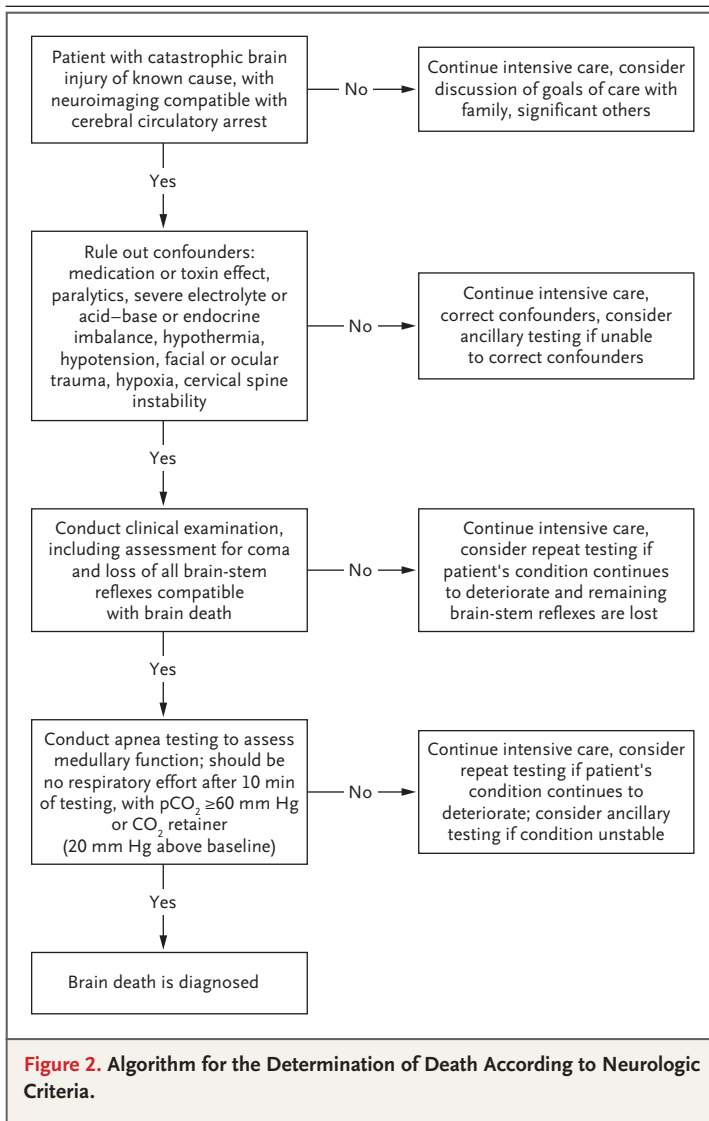 Patient with catastrophic brain
injury of known cause, with
neuroimaging compatible with
cerebral circulatory arrest
No
Continue intensive care, consider
discussion of goals of care with
family, significant others
Yes
Rule out confounders:
medication or toxin effect,
paralytics, severe electrolyte or
acid–base or endocrine
imbalance, hypothermia,
hypotension, facial or ocular
trauma, hypoxia, cervical spine
instability
No
Continue intensive care,
correct confounders, consider
ancillary testing if unable
to correct confounders
Yes
Conduct clinical examination,
including assessment for coma
and loss of all brain-stem
reflexes compatible
with brain death
No
Continue intensive care,
consider repeat testing if
patient's condition continues
to deteriorate and remaining
brain-stem reflexes are lost
Yes
Conduct apnea testing to assess
medullary function; should be
no respiratory effort after 10 min
of testing, with pCO₂ ≥60 mm Hg
or CO₂ retainer
(20 mm Hg above baseline)
No
Continue intensive care, consider
repeat testing if patient's
condition continues to
deteriorate; consider ancillary
testing if condition unstable
Yes
Brain death is diagnosed
Figure 2. Algorithm for the Determination of Death According to Neurologic
Criteria.